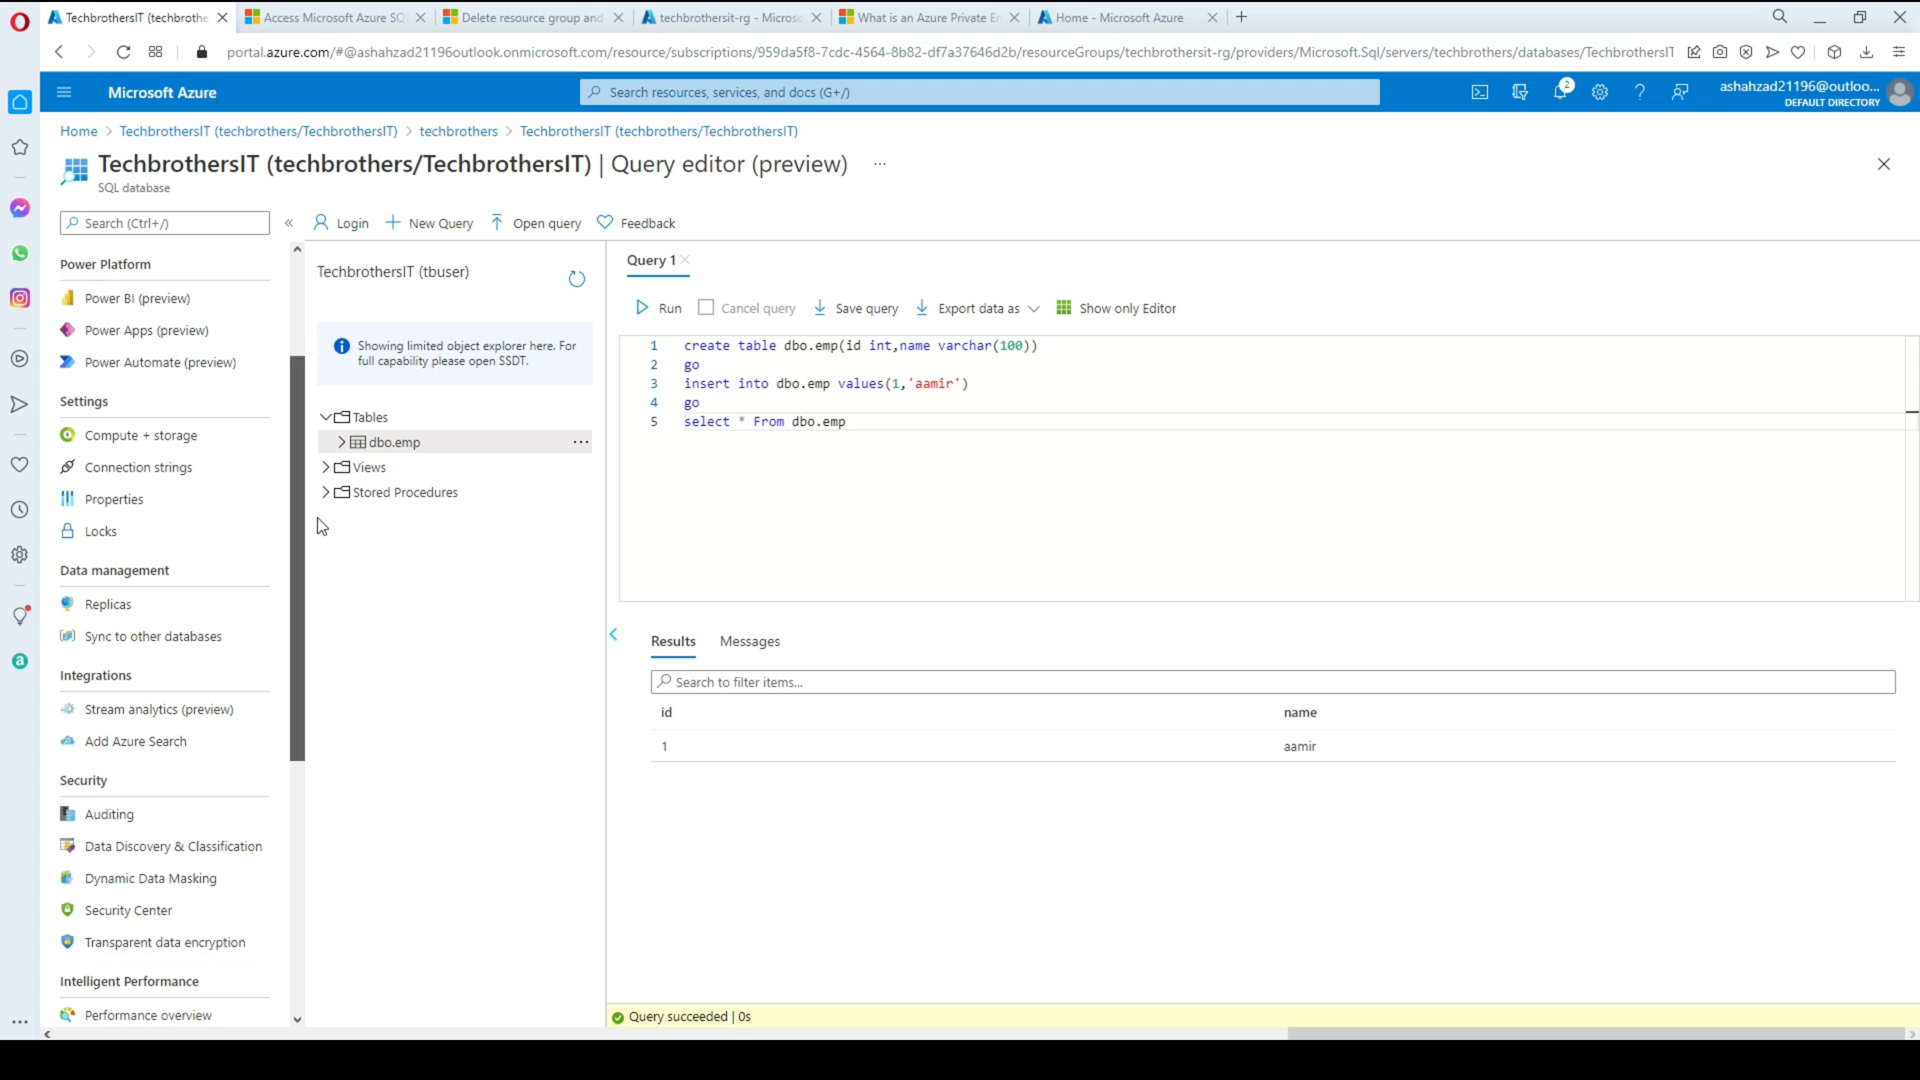 TechbrothersIT (techbrothe
Access Microsoft Azure SQ
Delete resource group and
techbrothersit-rg - Microso
What is an Azure Private En
Home - Microsoft Azure
portal.azure.com/#@ashahzad21196outlook.onmicrosoft.com/resource/subscriptions/959da5f8-7cdc-4564-8b82-df7a37646d2b/resourceGroups/techbrothersit-rg/providers/Microsoft.Sql/servers/techbrothers/databases/TechbrothersIT
Microsoft Azure
Search resources, services, and docs (G+/)
2
ashahzad21196@outloo...
DEFAULT DIRECTORY
Home > TechbrothersIT (techbrothers/TechbrothersIT) > techbrothers > TechbrothersIT (techbrothers/TechbrothersIT)
TechbrothersIT (techbrothers/TechbrothersIT) | Query editor (preview) ...
SQL database
Search (Ctrl+/)
Login
New Query
Open query
Feedback
Power Platform
Power BI (preview)
Power Apps (preview)
Power Automate (preview)
Settings
Compute + storage
Connection strings
Properties
Locks
Data management
Replicas
Sync to other databases
Integrations
Stream analytics (preview)
Add Azure Search
Security
Auditing
Data Discovery & Classification
Dynamic Data Masking
Security Center
Transparent data encryption
Intelligent Performance
Performance overview
TechbrothersIT (tbuser)
Showing limited object explorer here. For
full capability please open SSDT.
Tables
dbo.emp
Views
Stored Procedures
Query 1
Run
Cancel query
Save query
Export data as
Show only Editor
1 create table dbo.emp(id int,name varchar(100))
2 go
3 insert into dbo.emp values(1,'aamir')
4 go
5 select * From dbo.emp
Results
Messages
Search to filter items...
id name
1 aamir
Query succeeded | 0s